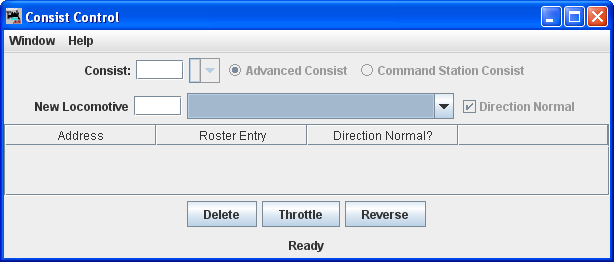 Consist Control
Window Help
Consist: Advanced Consist Command Station Consist
New Locomotive Direction Normal
Address Roster Entry Direction Normal?
Delete Throttle Reverse
Ready